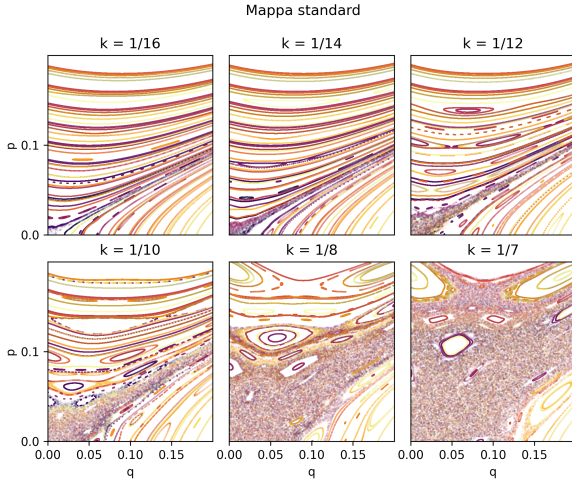 Mappa standard
k = 1/16
k = 1/14
k = 1/12
p
0.1
0.0
k = 1/10
k = 1/8
k = 1/7
p
0.1
0.0
0.00 0.05 0.10 0.15
0.00 0.05 0.10 0.15
0.00 0.05 0.10 0.15
q
q
q